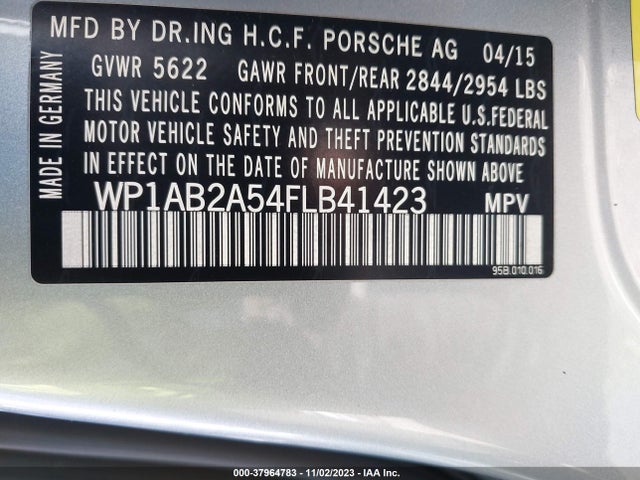 MFD BY DR.ING H.C.F. PORSCHE AG 04/15
GVWR 5622 GAWR FRONT/REAR 2844/2954 LBS
THIS VEHICLE CONFORMS TO ALL APPLICABLE U.S.FEDERAL
MOTOR VEHICLE SAFETY AND THEFT PREVENTION STANDARDS
IN EFFECT ON THE DATE OF MANUFACTURE SHOWN ABOVE
WP1AB2A54FLB41423 MPV
MADE IN GERMANY
95B.010.016
000-37964783 - 11/02/2023 - IAA Inc.